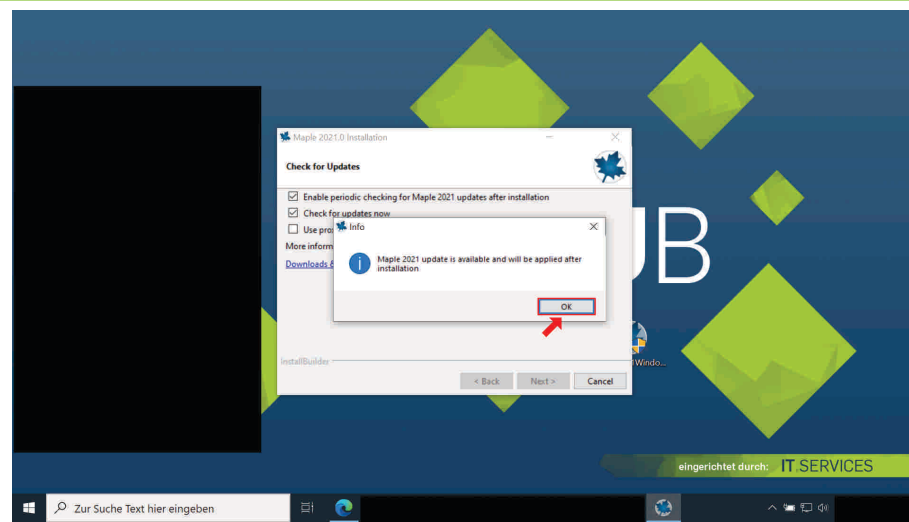 Maple 2021.0 Installation
Check for Updates
Enable periodic checking for Maple 2021 updates after installation
Check for updates now
Use pro
Info
More inform
Downloads &
Maple 2021 update is available and will be applied after
installation
OK
InstallBuilder
< Back
Next >
Cancel
UB
Windo...
eingerichtet durch: IT.SERVICES
Zur Suche Text hier eingeben